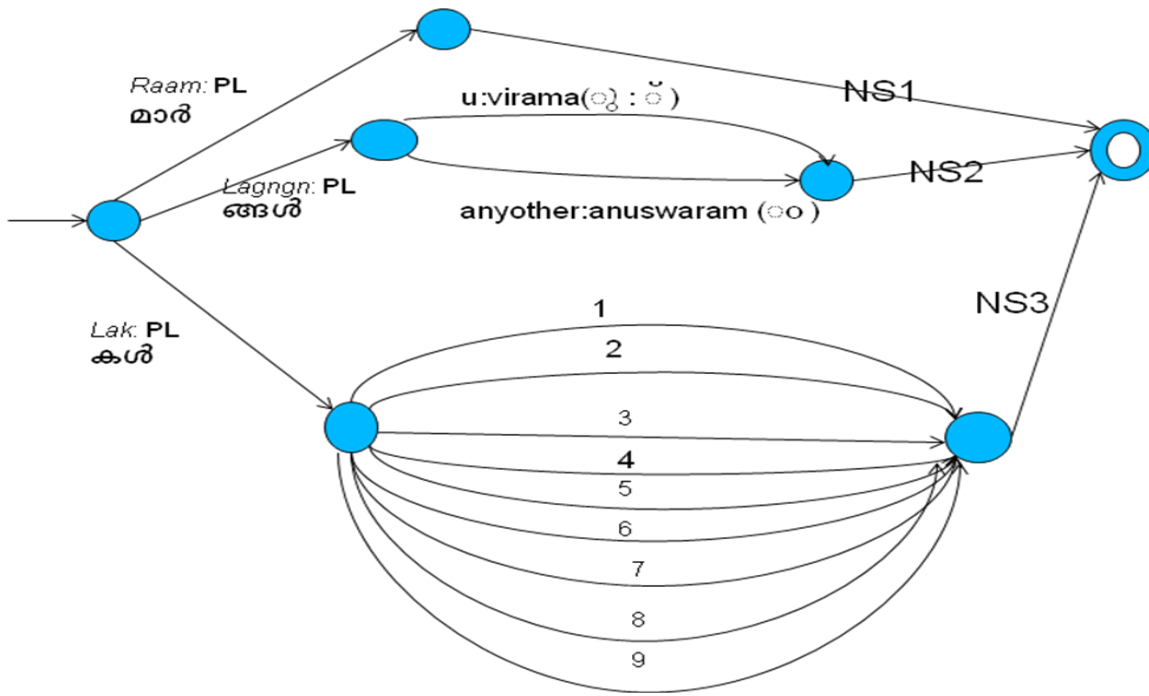 Raam: PL
മാർ
NS1
u:virama(ു : ് )
Lagngn: PL
ങ്ങൾ
NS2
anyother:anuswaram (ം )
Lak: PL
കൾ
NS3
1
2
3
4
5
6
7
8
9